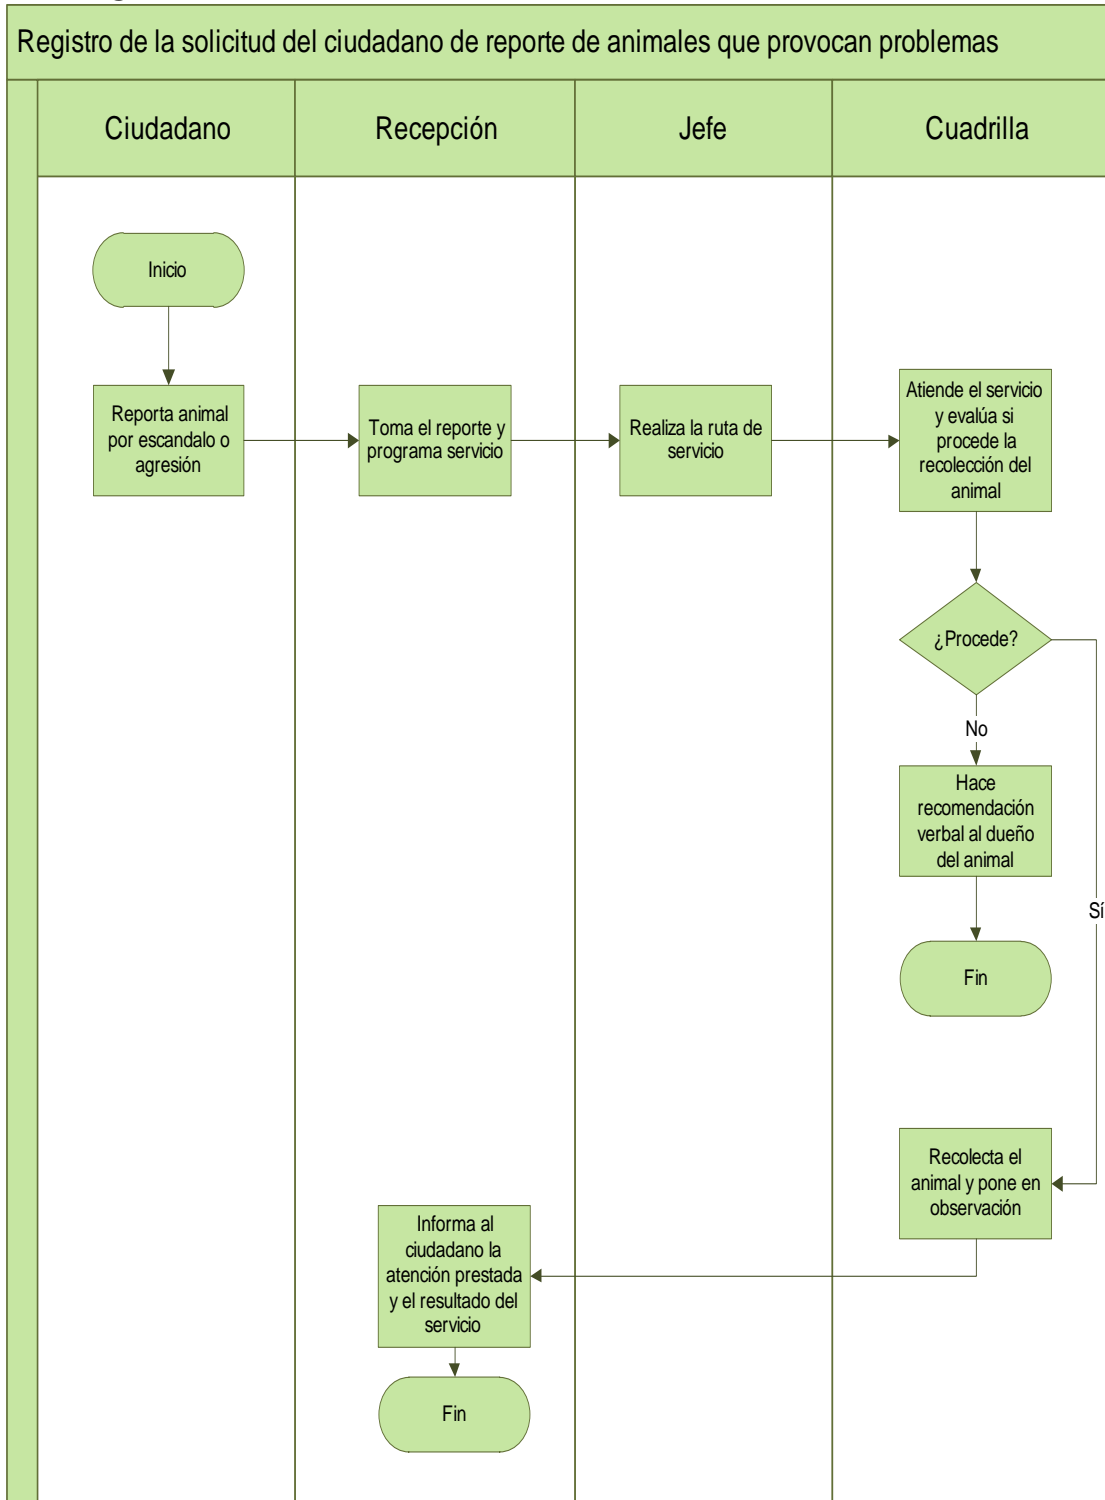 Registro de la solicitud del ciudadano de reporte de animales que provocan problemas
Ciudadano
Recepción
Jefe
Cuadrilla
Inicio
Reporta animal
por escandalo o
agresión
Toma el reporte y
programa servicio
Realiza la ruta de
servicio
Atiende el servicio
y evalúa si
procede la
recolección del
animal
¿Procede?
No
Hace
recomendación
verbal al dueño
del animal
Sí
Fin
Recolecta el
animal y pone en
observación
Informa al
ciudadano la
atención prestada
y el resultado del
servicio
Fin